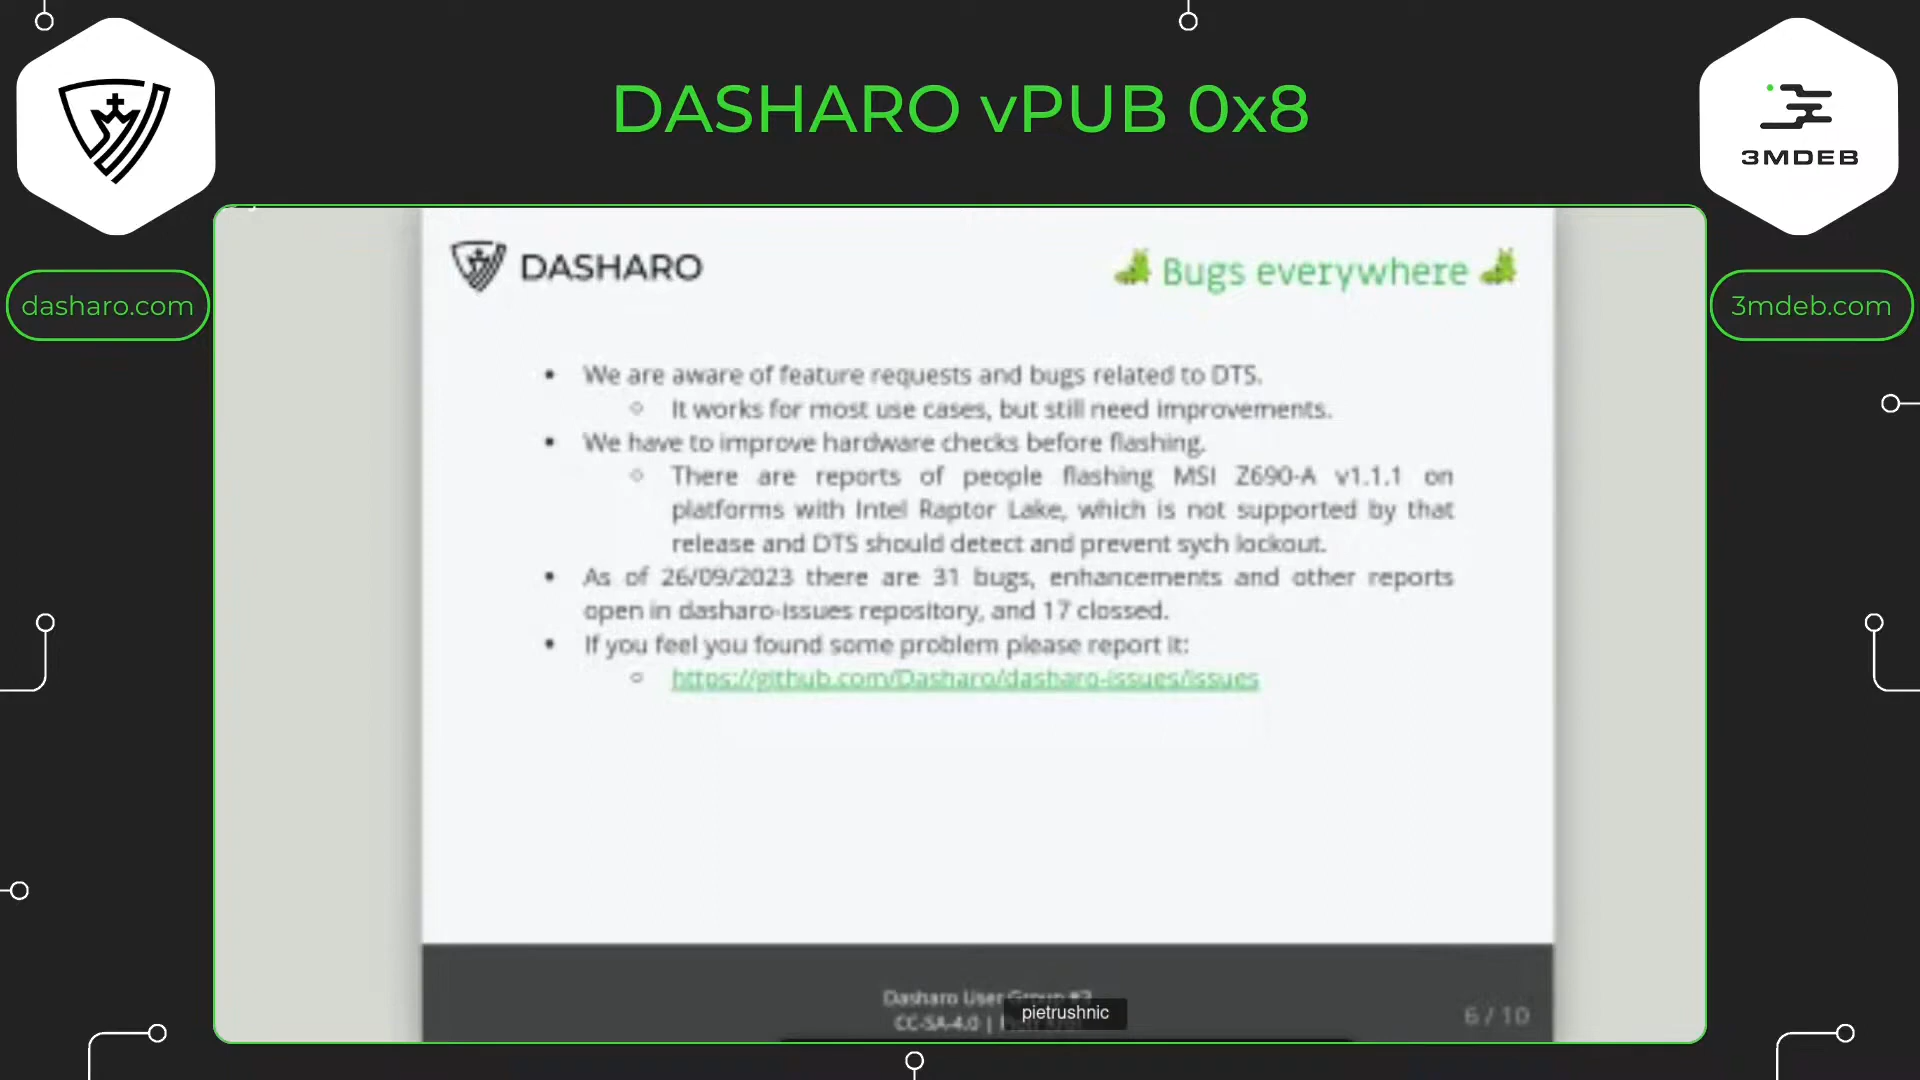 DASHARO vPUB 0x8
3MDEB
dasharo.com
3mdeb.com
DASHARO
Bugs everywhere
• We are aware of feature requests and bugs related to DTS.
○ It works for most use cases, but still need improvements.
• We have to improve hardware checks before flashing.
○ There are reports of people flashing MSI Z690-A v1.1.1 on
platforms with Intel Raptor Lake, which is not supported by that
release and DTS should detect and prevent sych lockout.
• As of 26/09/2023 there are 31 bugs, enhancements and other reports
open in dasharo-issues repository, and 17 clossed.
• If you feel you found some problem please report it:
○ https://github.com/Dasharo/dasharo-issues/issues
Dasharo User Group
CC-SA-4.0 |
pietrushnic
6 / 10